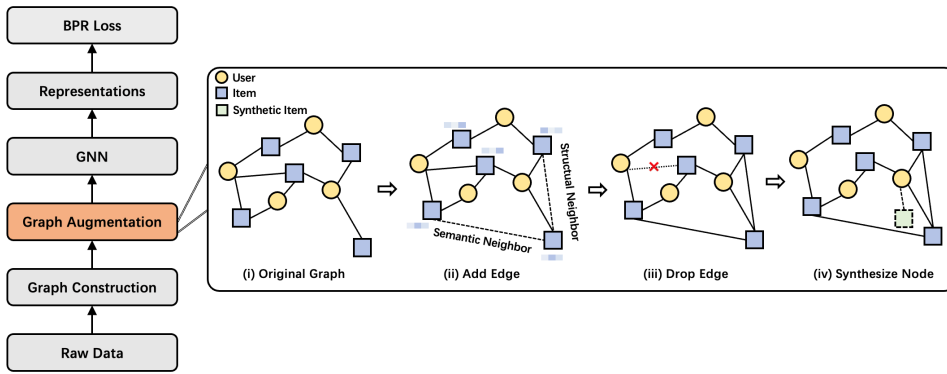 BPR Loss
Representations
GNN
Graph Augmentation
Graph Construction
Raw Data
User
Item
Synthetic Item
Structual Neighbor
Semantic Neighbor
(i) Original Graph
(ii) Add Edge
(iii) Drop Edge
(iv) Synthesize Node